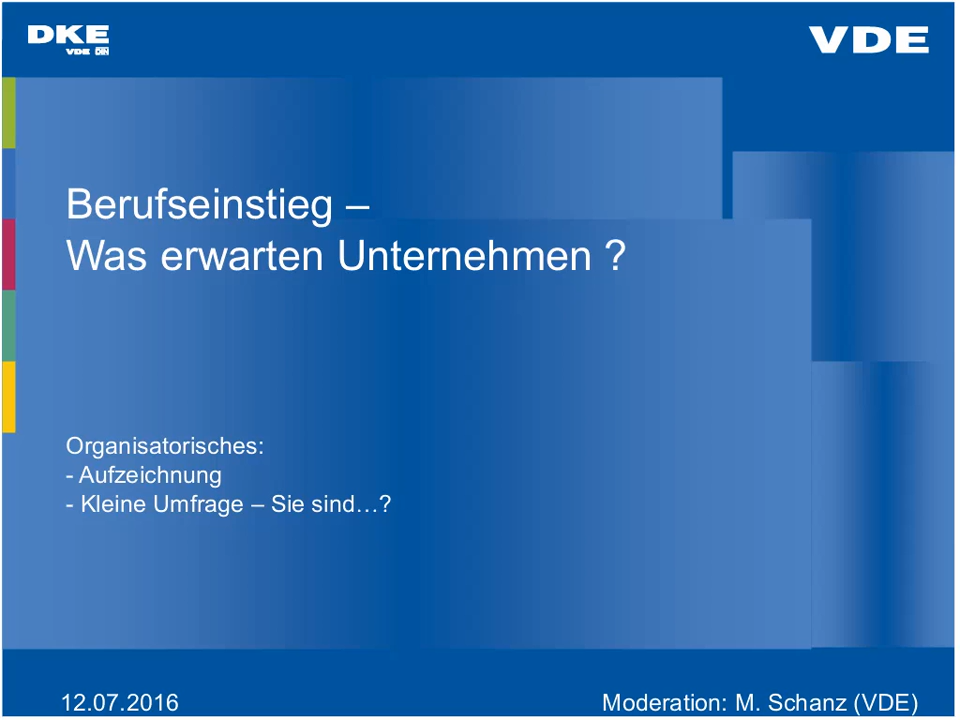 DKE
VDE DIN
VDE
Berufseinstieg –
Was erwarten Unternehmen ?
Organisatorisches:
- Aufzeichnung
- Kleine Umfrage – Sie sind…?
12.07.2016
Moderation: M. Schanz (VDE)